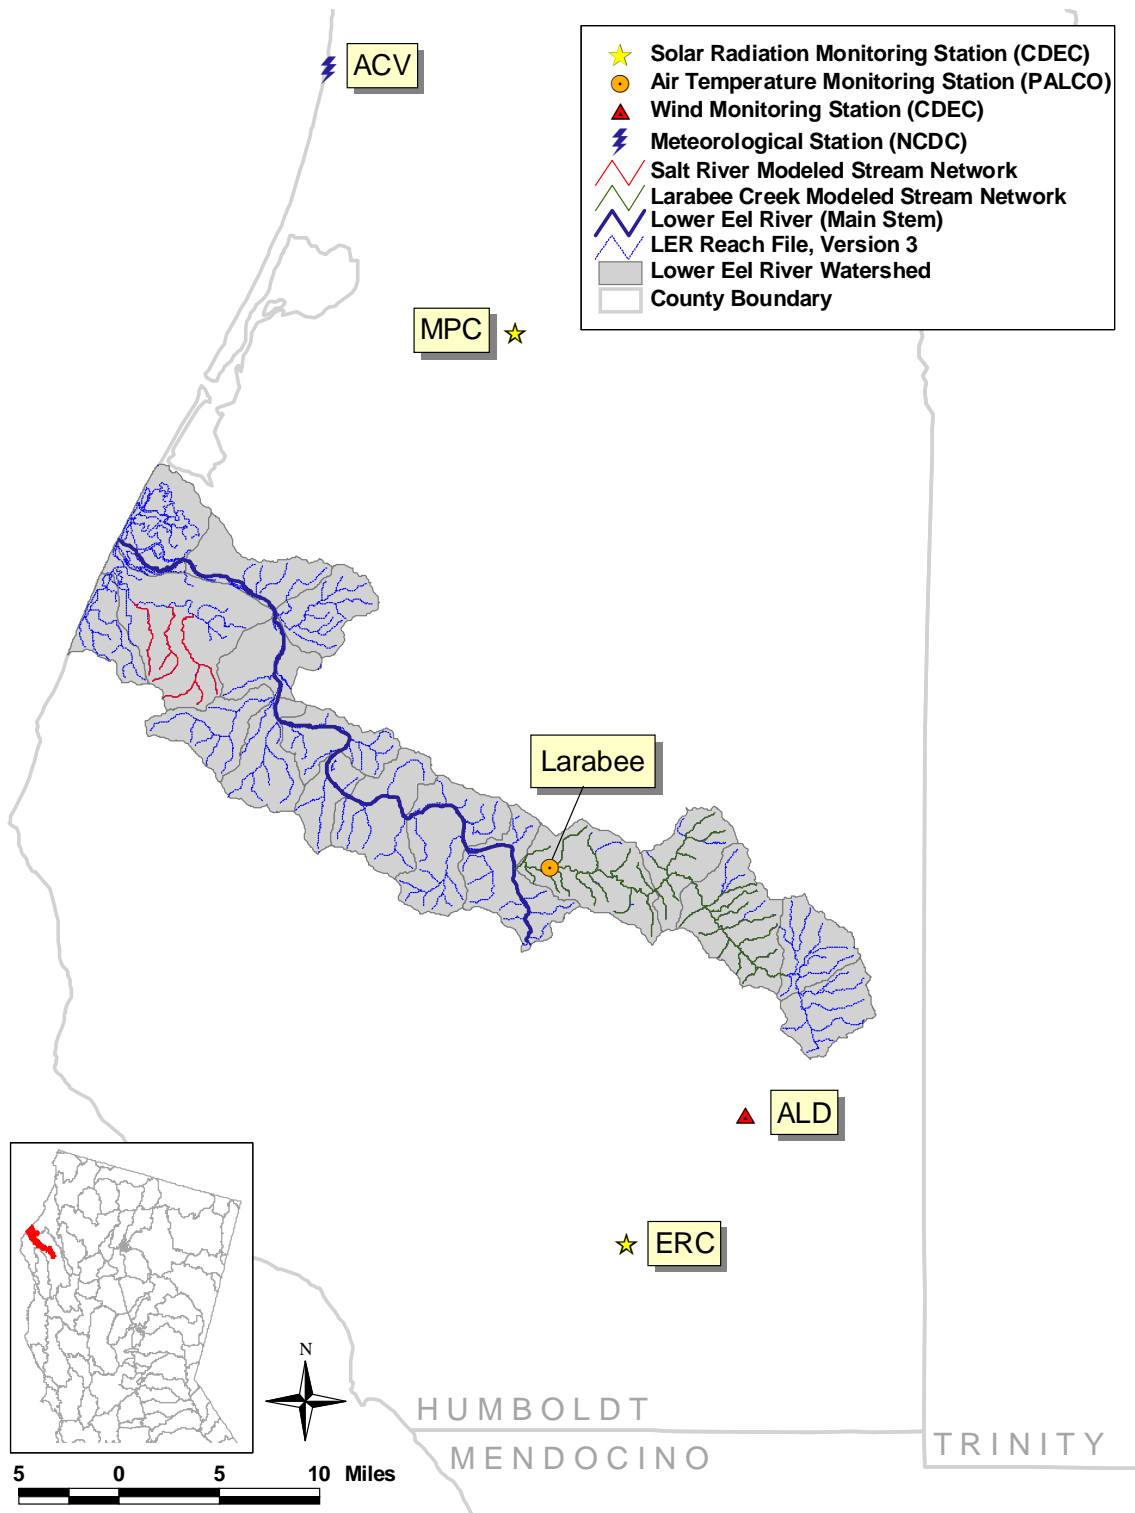 ACV
Solar Radiation Monitoring Station (CDEC)
Air Temperature Monitoring Station (PALCO)
Wind Monitoring Station (CDEC)
Meteorological Station (NCDC)
Salt River Modeled Stream Network
Larabee Creek Modeled Stream Network
Lower Eel River (Main Stem)
LER Reach File, Version 3
Lower Eel River Watershed
County Boundary
MPC
Larabee
ALD
ERC
N
HUMBOLDT
MENDOCINO
TRINITY
5 0 5 10 Miles